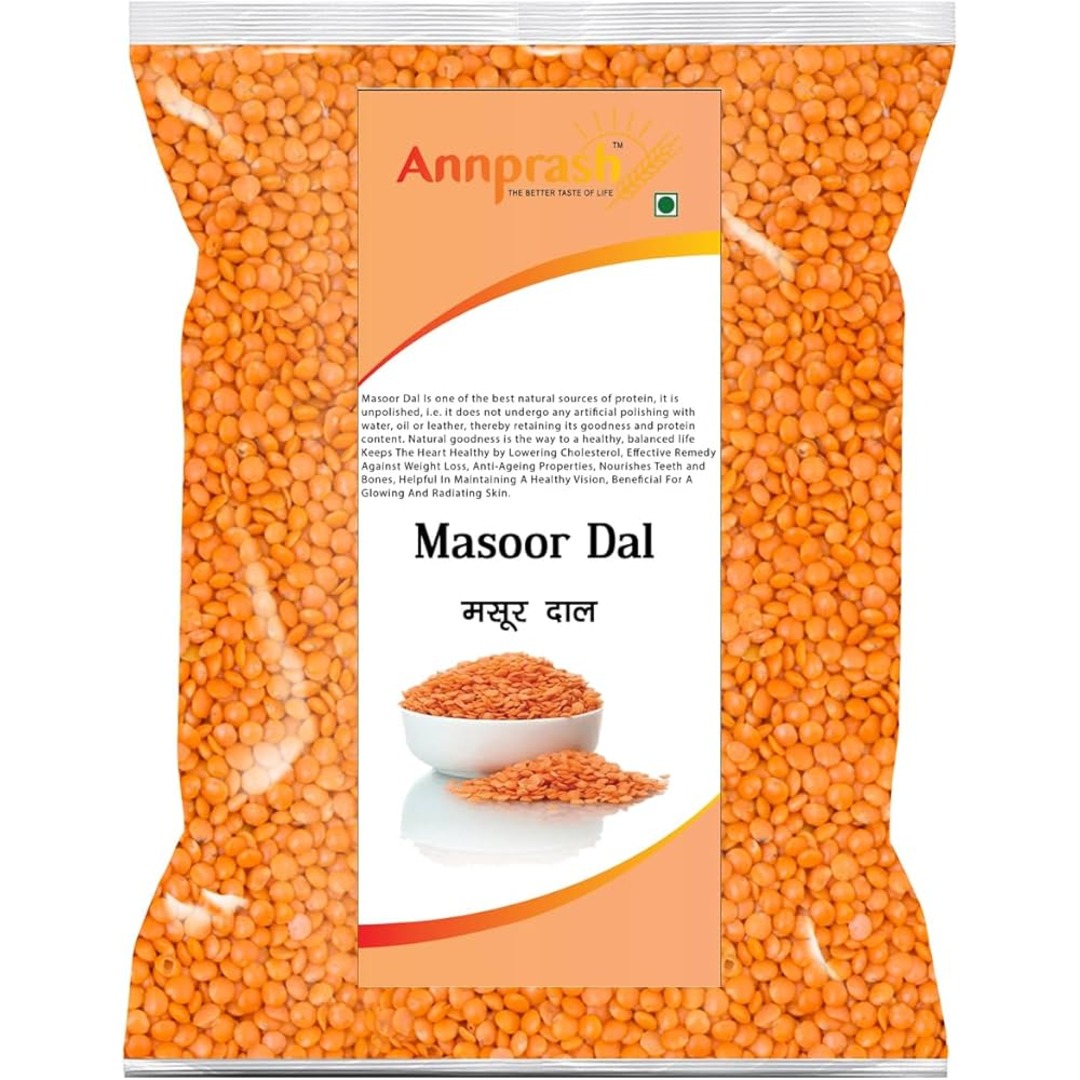 Annprash TM
THE BETTER TASTE OF LIFE
Masoor Dal Is one of the best natural sources of protein, it is
unpolished, i.e. it does not undergo any artificial polishing with
water, oil or leather, thereby retaining its goodness and protein
content. Natural goodness is the way to a healthy, balanced life
Keeps The Heart Healthy by Lowering Cholesterol, Effective Remedy
Against Weight Loss, Anti-Ageing Properties, Nourishes Teeth and
Bones, Helpful In Maintaining A Healthy Vision, Beneficial For A
Glowing And Radiating Skin.
Masoor Dal
मसूर दाल